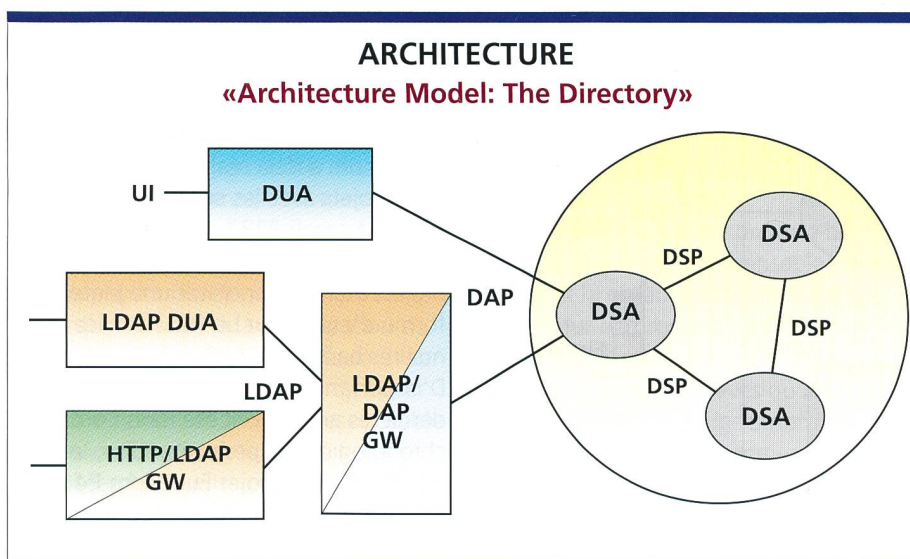 ARCHITECTURE
«Architecture Model: The Directory»
UI
DUA
LDAP DUA
LDAP
HTTP/LDAP
GW
LDAP/
DAP
GW
DAP
DSA
DSP
DSA
DSP
DSP
DSA